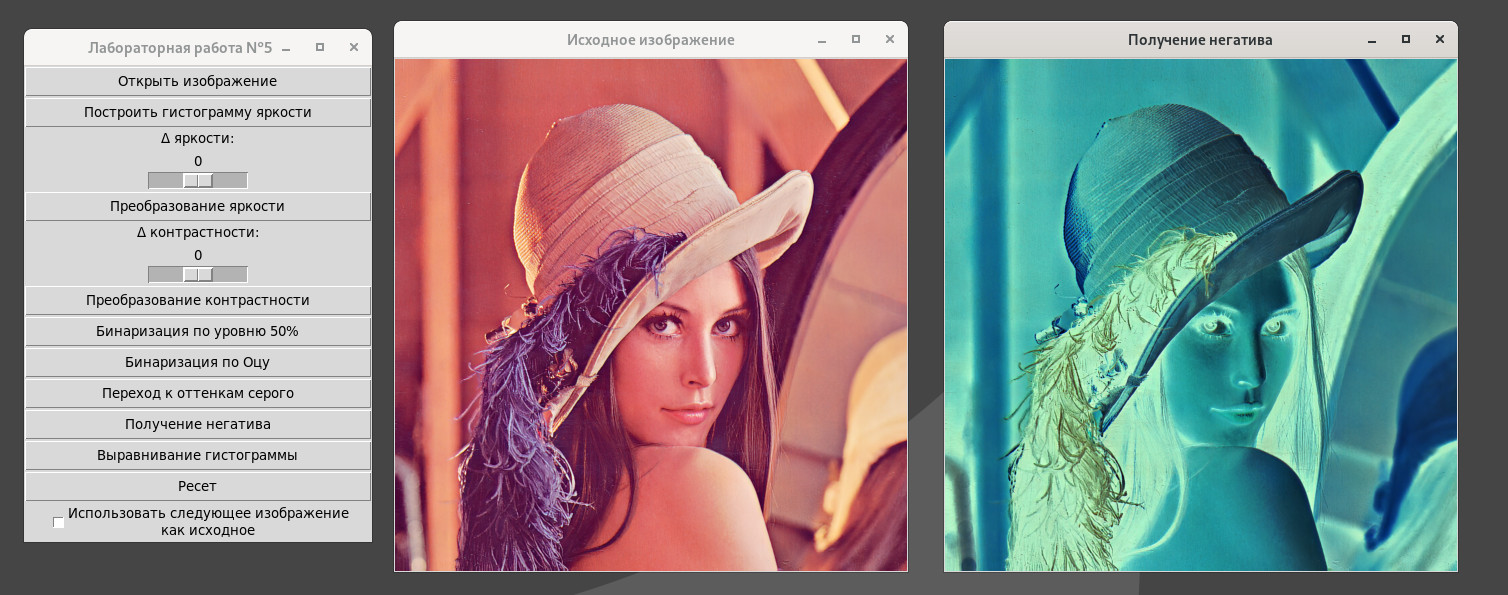 Лабораторная работа №5
Открыть изображение
Построить гистограмму яркости
Δ яркости:
0
Преобразование яркости
Δ контрастности:
0
Преобразование контрастности
Бинаризация по уровню 50%
Бинаризация по Оцу
Переход к оттенкам серого
Получение негатива
Выравнивание гистограммы
Ресет
Использовать следующее изображение
как исходное
Исходное изображение
Получение негатива